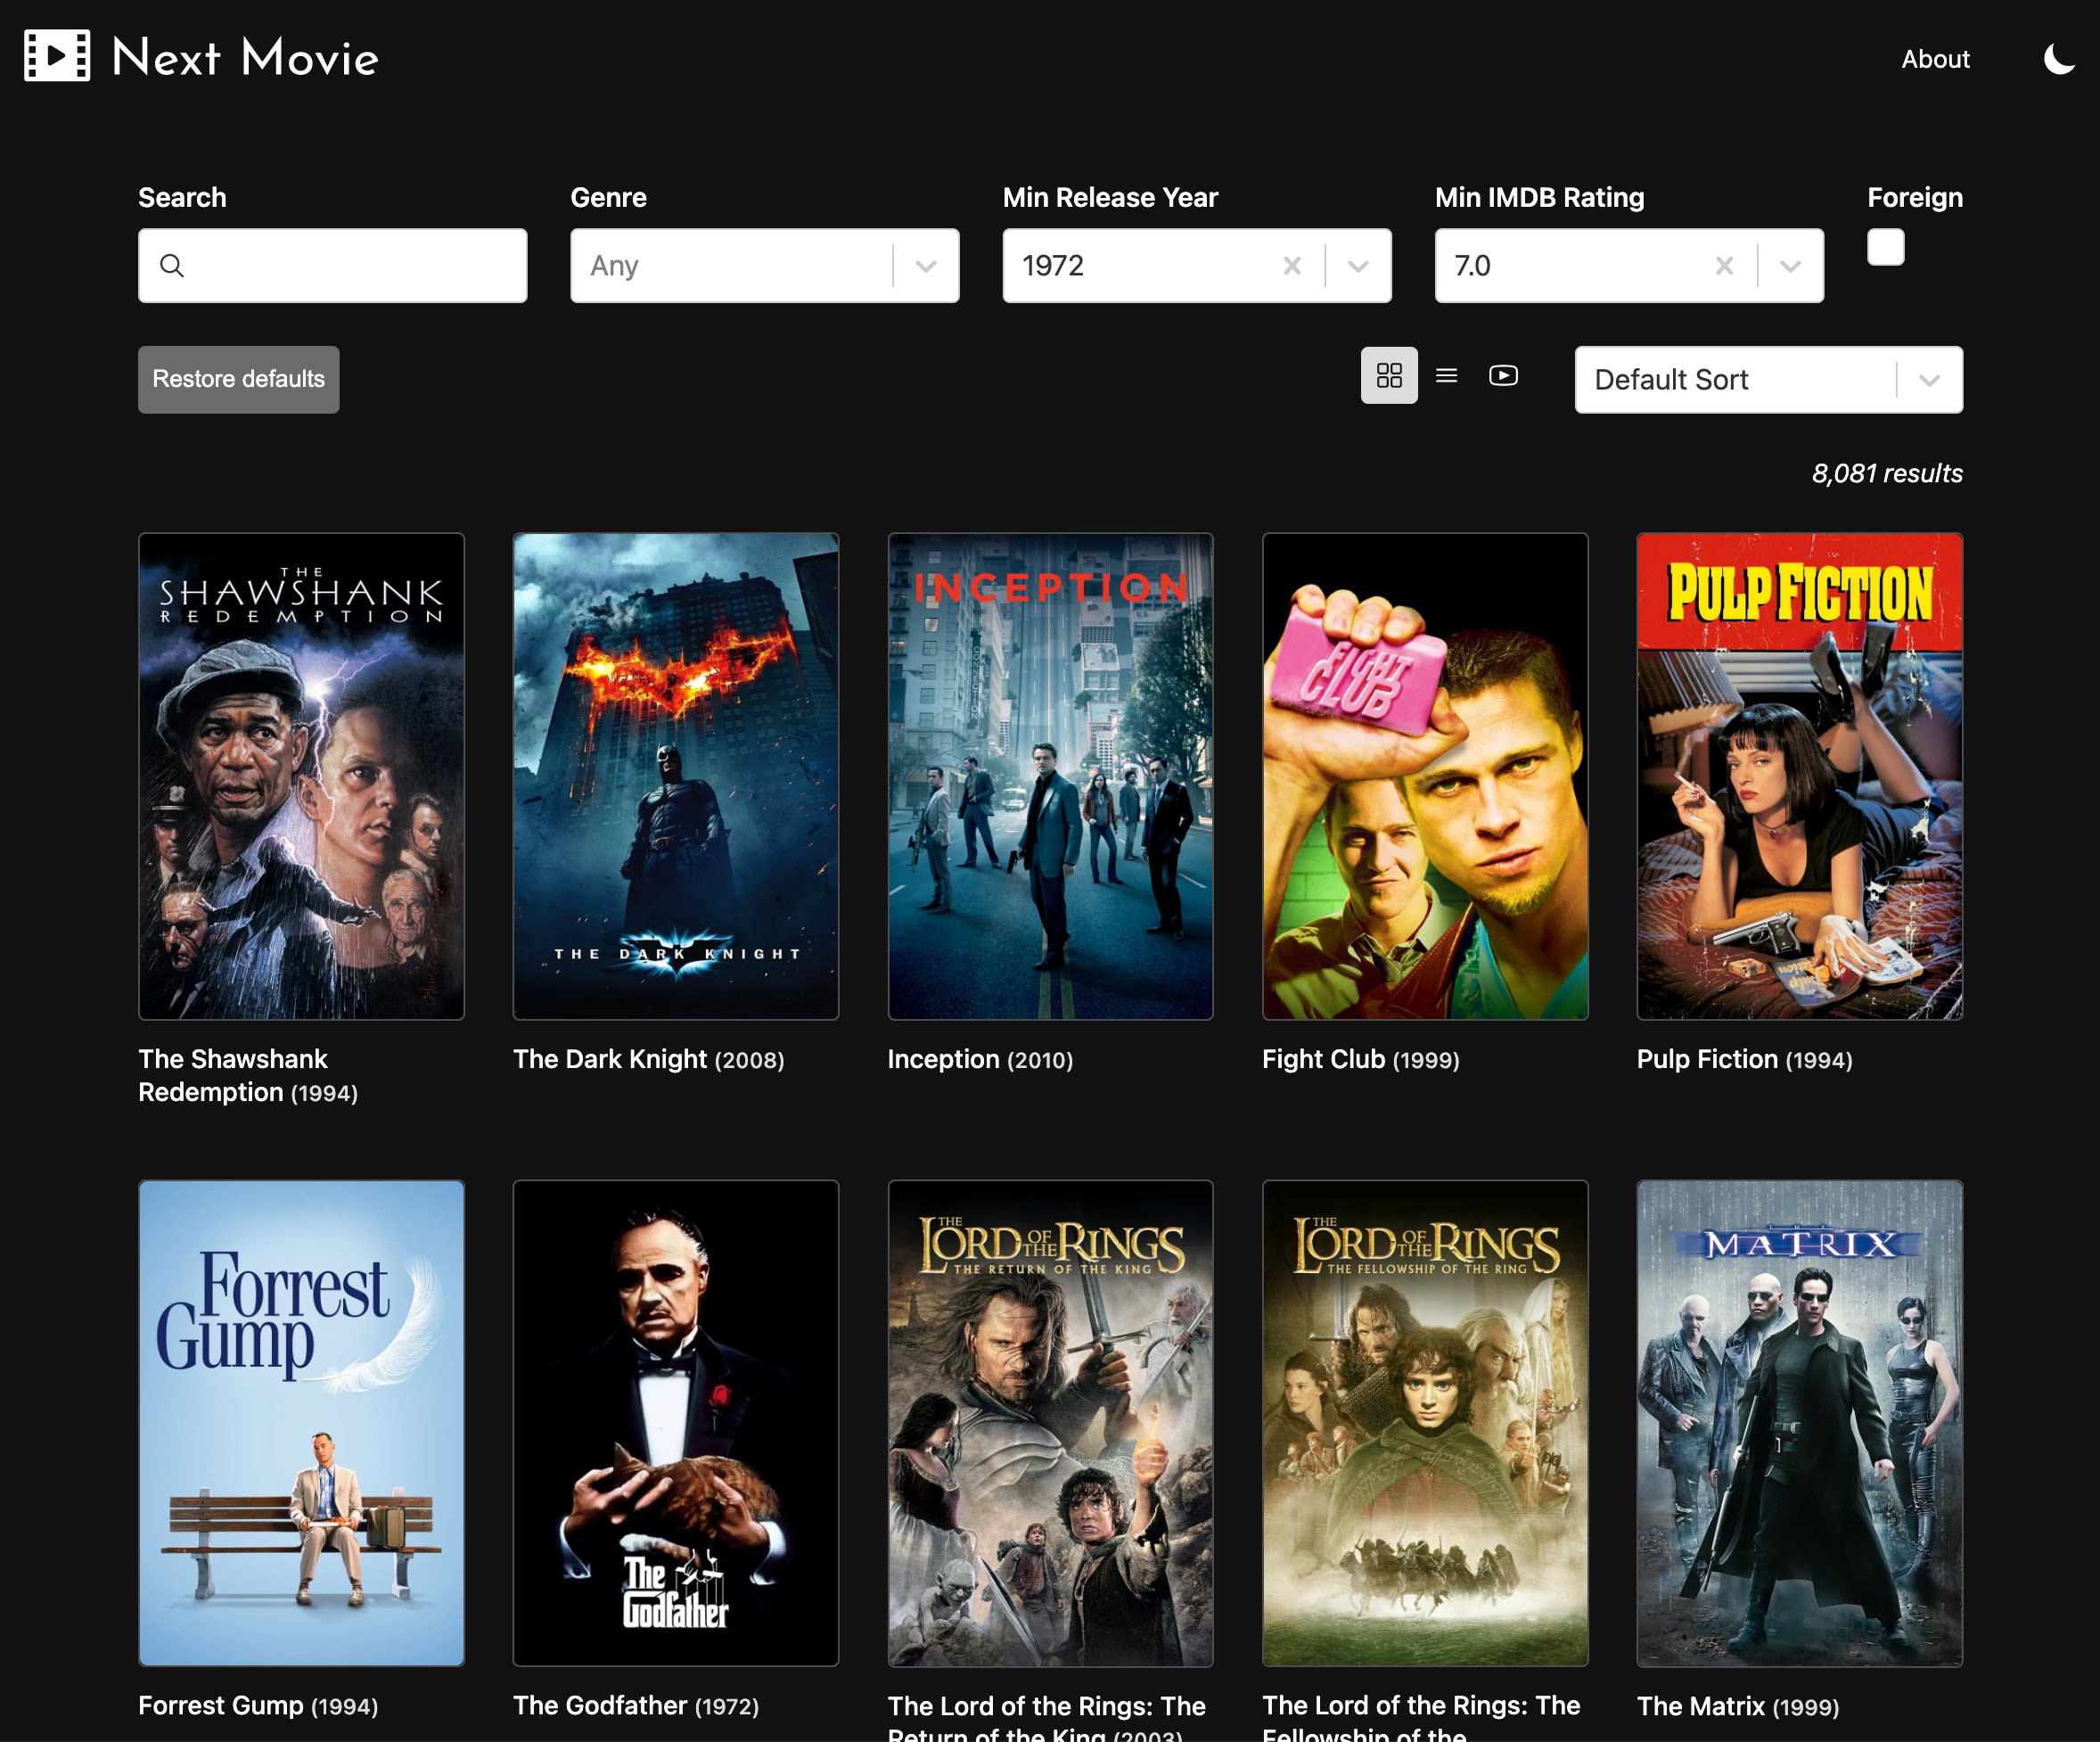 Next Movie
About
Search
Genre
Min Release Year
Min IMDB Rating
Foreign
Any
1972
7.0
Restore defaults
Default Sort
8,081 results
THE
SHAWSHANK
REDEMPTION
THE DARK KNIGHT
INCEPTION
FIGHT
CLUB
PULP FICTION
The Shawshank
Redemption (1994)
The Dark Knight (2008)
Inception (2010)
Fight Club (1999)
Pulp Fiction (1994)
Forrest
Gump
The
Godfather
THE
LORD OF THE RINGS
THE RETURN OF THE KING
THE
LORD OF THE RINGS
THE FELLOWSHIP OF THE RING
MATRIX
Forrest Gump (1994)
The Godfather (1972)
The Lord of the Rings: The
Return of the King (2003)
The Lord of the Rings: The
Fellowship of the
The Matrix (1999)